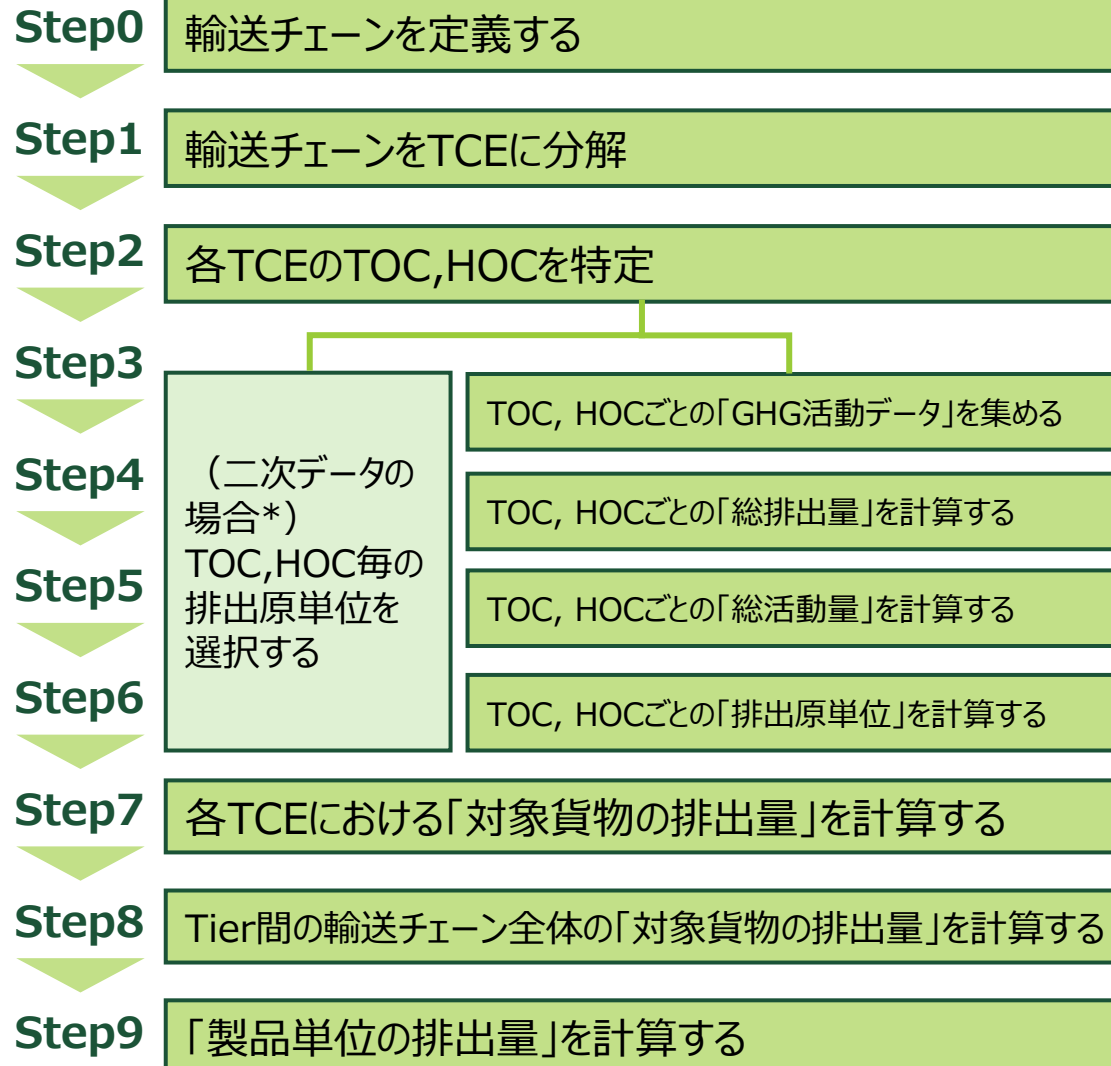 Step0
輸送チェーンを定義する
Step1
輸送チェーンをTCEに分解
Step2
各TCEのTOC,HOCを特定
Step3
TOC, HOCごとの「GHG活動データ」を集める
(二次データの
場合*)
TOC,HOC毎の
排出原単位を
選択する
Step4
TOC, HOCごとの「総排出量」を計算する
Step5
TOC, HOCごとの「総活動量」を計算する
Step6
TOC, HOCごとの「排出原単位」を計算する
Step7
各TCEにおける「対象貨物の排出量」を計算する
Step8
Tier間の輸送チェーン全体の「対象貨物の排出量」を計算する
Step9
「製品単位の排出量」を計算する